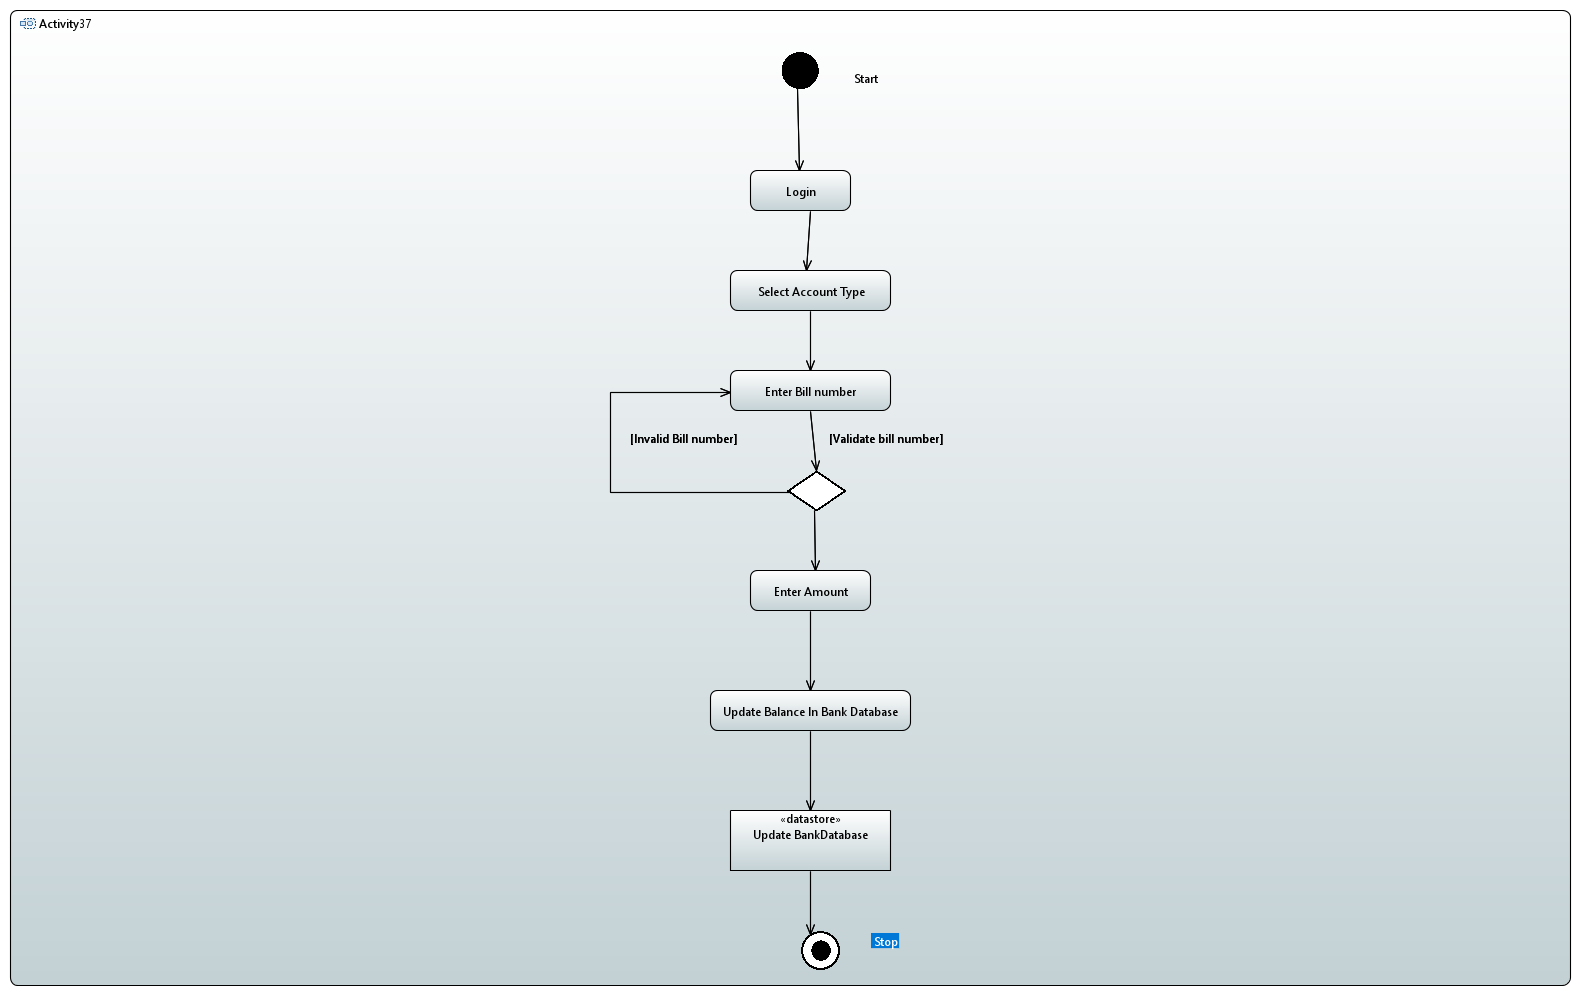 Activity37
Start
Login
Select Account Type
Enter Bill number
[Invalid Bill number]
[Validate bill number]
Enter Amount
Update Balance In Bank Database
«datastore»
Update BankDatabase
Stop